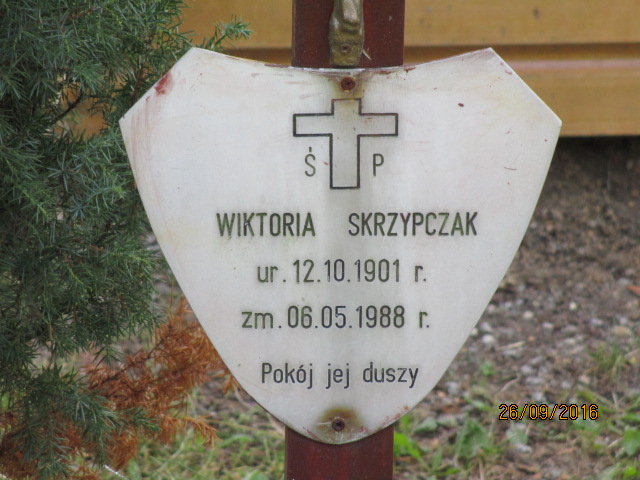 Ś P
WIKTORIA SKRZYPCZAK
ur. 12.10.1901 r.
zm. 06.05.1988 r.
Pokój jej duszy
26/09/2016